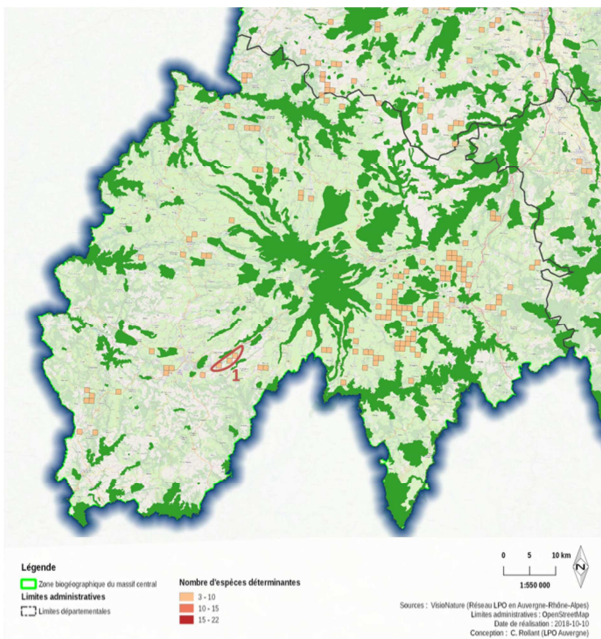 1
Légende
Zone biogéographique du massif central
Limites administratives
Limites départementales
Nombre d'espèces déterminantes
3 - 10
10 - 15
15 - 22
0 5 10 km
1:550 000
N
Sources : VisioNature (Réseau LPO en Auvergne-Rhône-Alpes)
Limites administratives : OpenStreetMap
Date de réalisation : 2018-10-10
Conception : C. Rollant (LPO Auvergne)